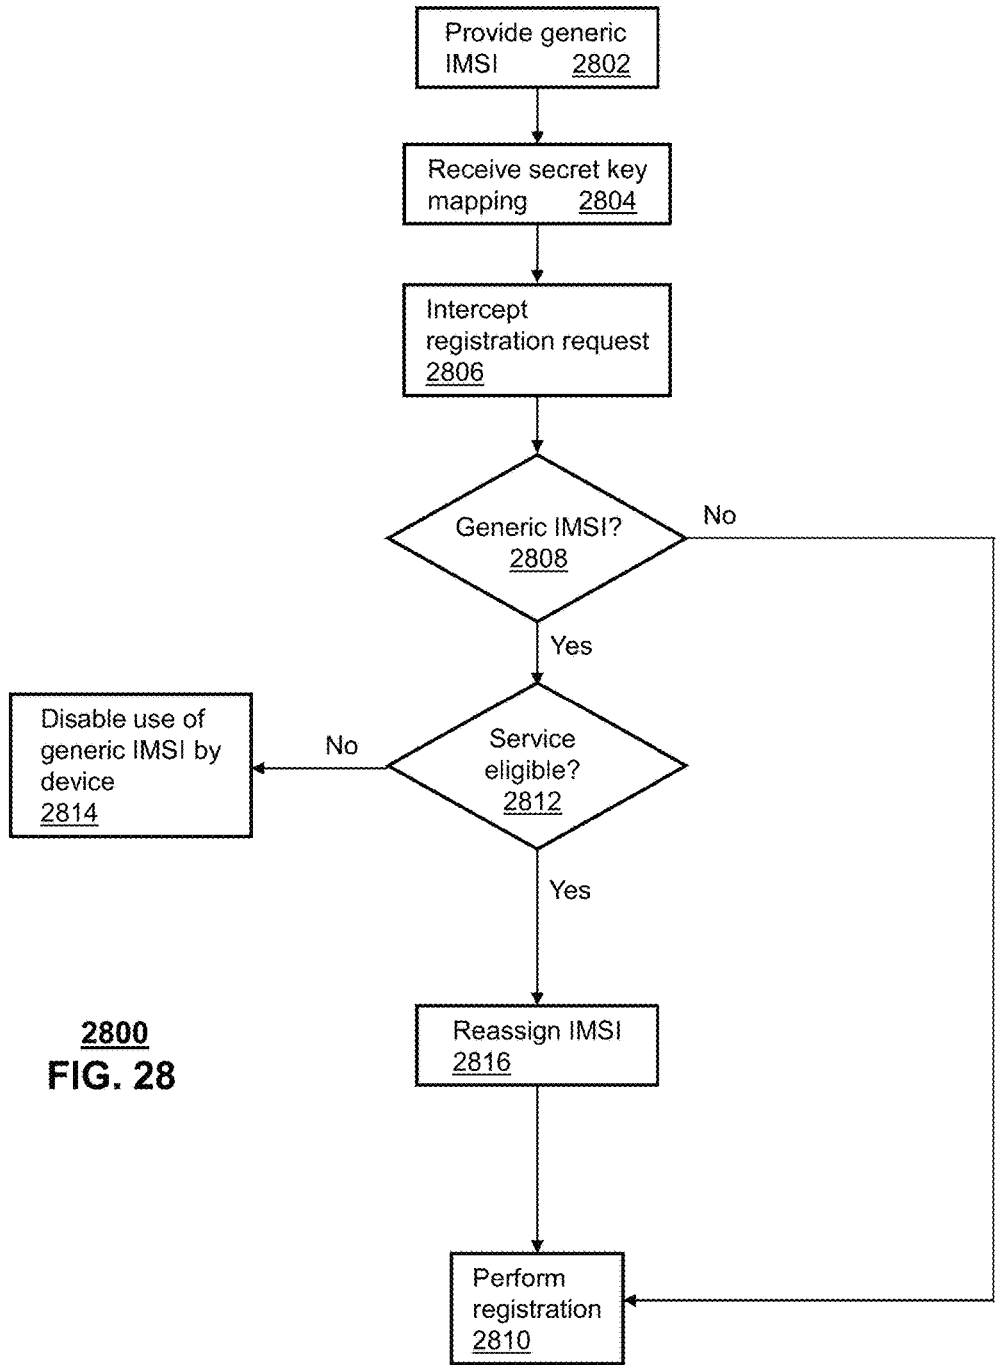 Provide generic
IMSI 2802
Receive secret key
mapping 2804
Intercept
registration request
2806
Generic IMSI?
2808
No
Yes
Service
eligible?
2812
No
Disable use of
generic IMSI by
device
2814
Yes
Reassign IMSI
2816
2800
FIG. 28
Perform
registration
2810